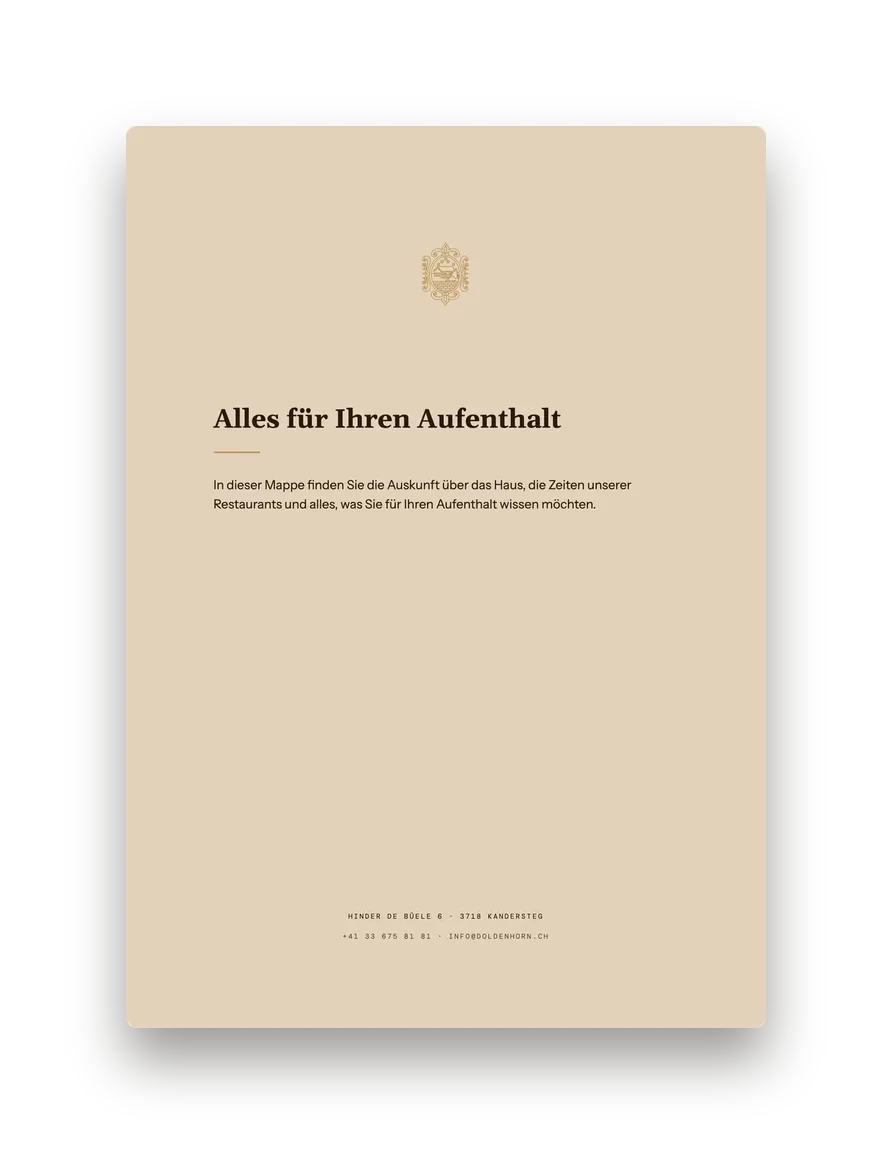 Alles für Ihren Aufenthalt
In dieser Mappe finden Sie die Auskunft über das Haus, die Zeiten unserer
Restaurants und alles, was Sie für Ihren Aufenthalt wissen möchten.
HINDER DE BÜELE 6 · 3718 KANDERSTEG
+41 33 675 81 81 · INFO@DOLDENHORN.CH